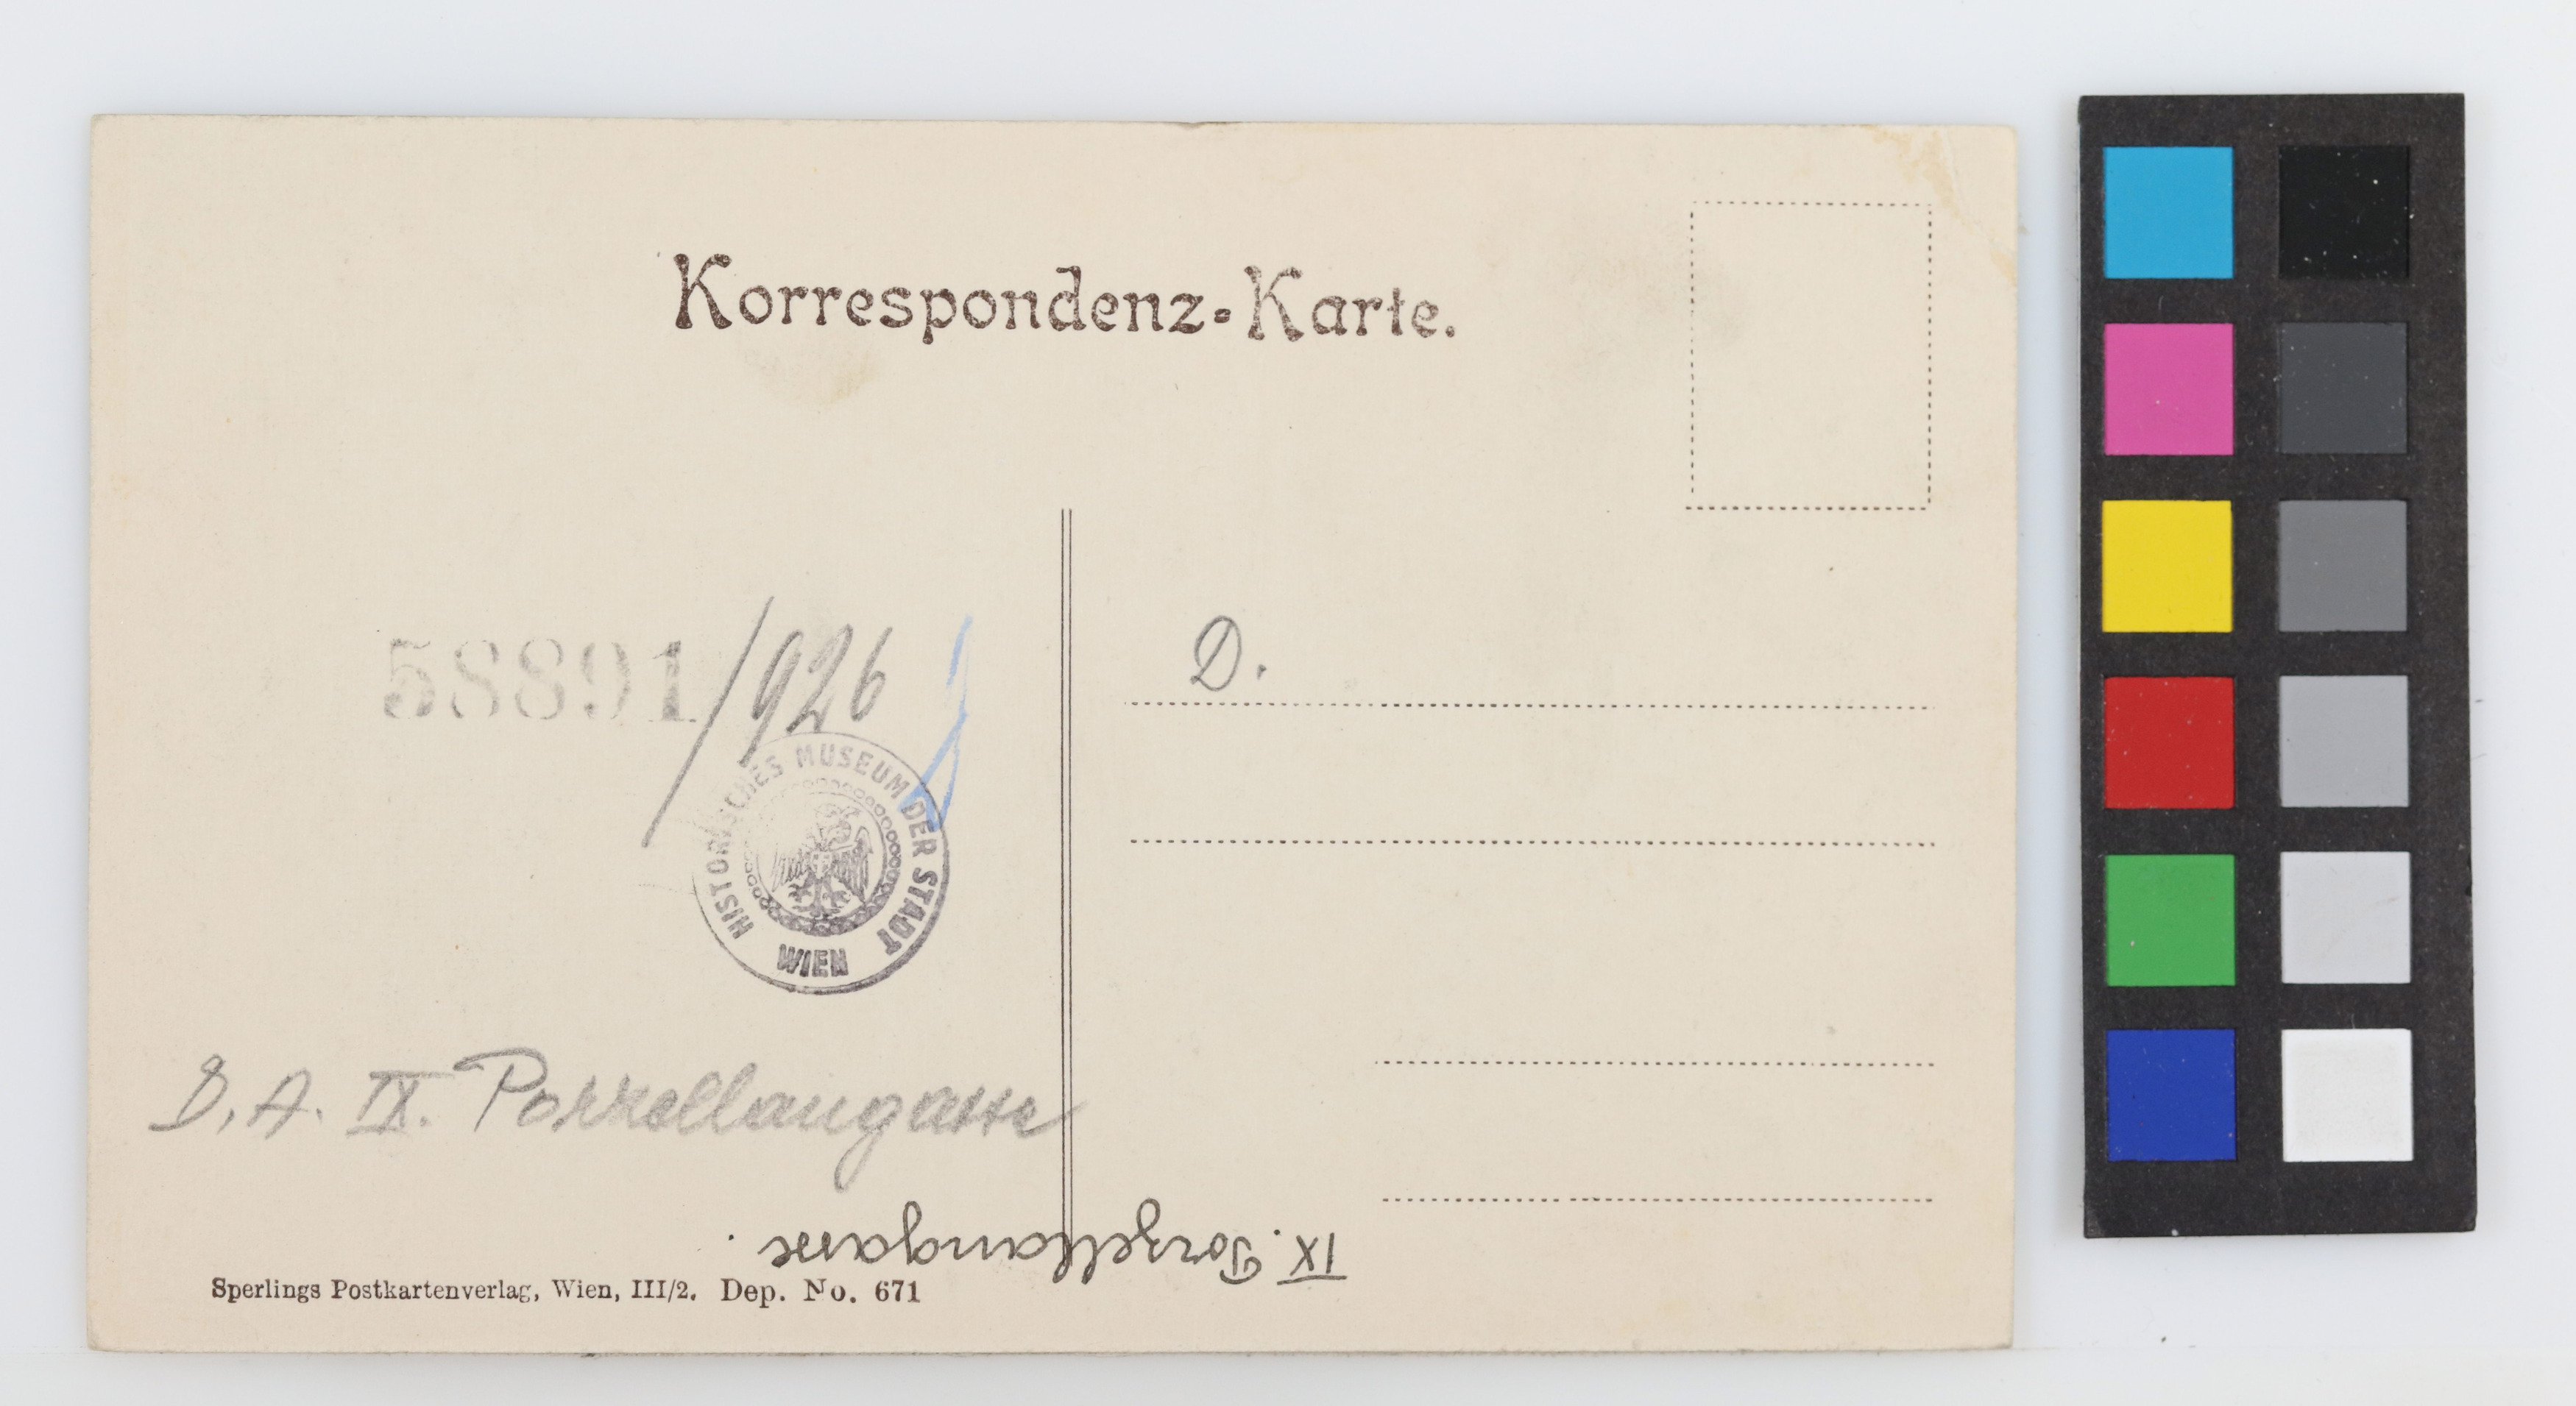 Korrespondenz-Karte.
58891/926
D.
HISTORISCHES MUSEUM DER STADT
WIEN
D. A. IX. Porzellangasse
IX. Porzellangasse.
Sperlings Postkartenverlag, Wien, III/2. Dep. No. 671